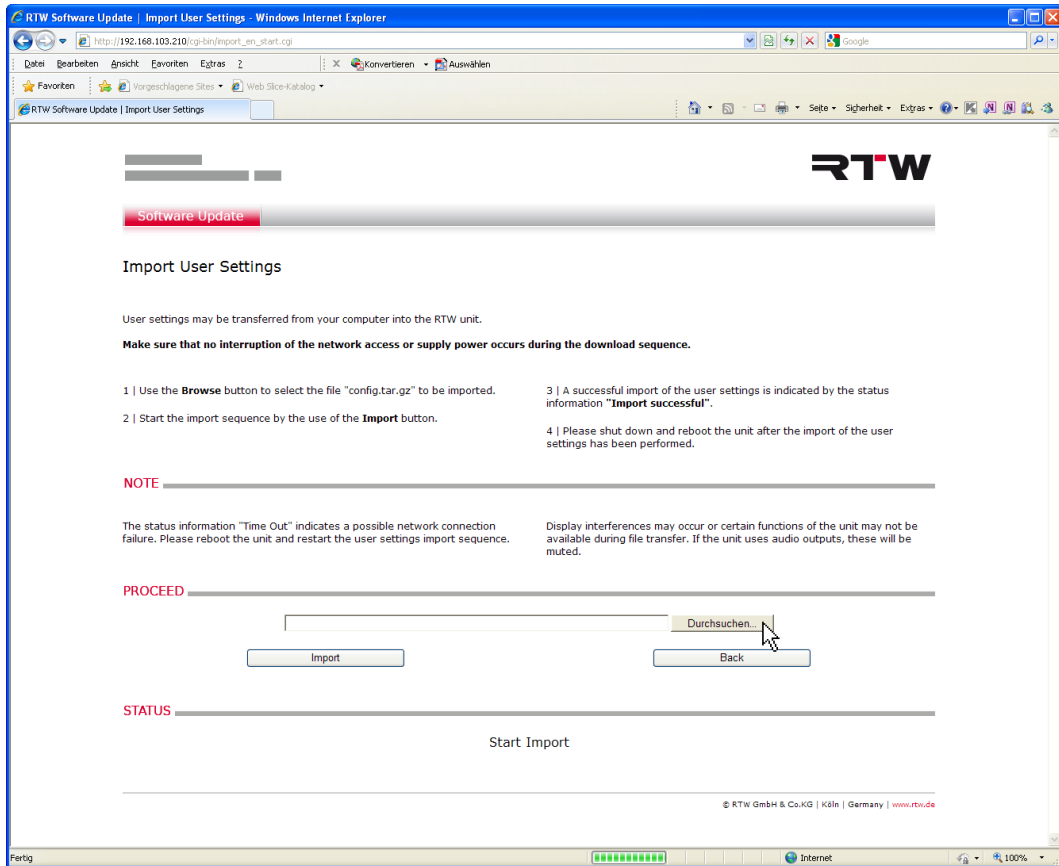 RTW Software Update | Import User Settings - Windows Internet Explorer
http://192.168.103.210/cgi-bin/import_en_start.cgi
Google
Datei Bearbeiten Ansicht Favoriten Extras ?
X Konvertieren Auswählen
Favoriten Vorgeschlagene Sites Web Slice-Katalog
RTW Software Update | Import User Settings
Seite Sicherheit Extras
RTW
Software Update
Import User Settings
User settings may be transferred from your computer into the RTW unit.
Make sure that no interruption of the network access or supply power occurs during the download sequence.
1 | Use the Browse button to select the file "config.tar.gz" to be imported.
2 | Start the import sequence by the use of the Import button.
3 | A successful import of the user settings is indicated by the status
information "Import successful".
4 | Please shut down and reboot the unit after the import of the user
settings has been performed.
NOTE
The status information "Time Out" indicates a possible network connection
failure. Please reboot the unit and restart the user settings import sequence.
Display interferences may occur or certain functions of the unit may not be
available during file transfer. If the unit uses audio outputs, these will be
muted.
PROCEED
Durchsuchen...
Import Back
STATUS
Start Import
© RTW GmbH & Co.KG | Köln | Germany | www.rtw.de
Fertig Internet 100%